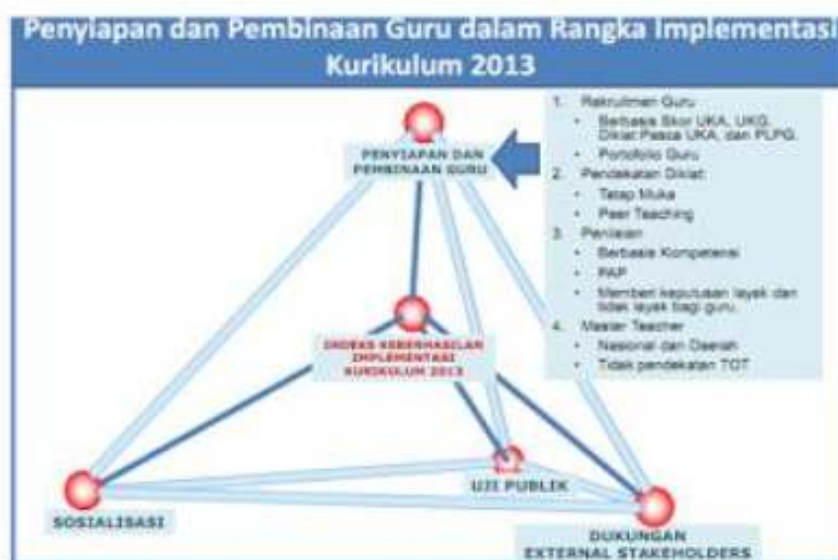 Penyiapan dan Pembinaan Guru dalam Rangka Implementasi
Kurikulum 2013
PENYIAPAN DAN
PEMBINAAN GURU
1. Rekrutmen Guru
• Berbasis Skor UKA, UKG,
Diklat Pasca UKA, dan PLPG.
• Portofolio Guru
2. Pendekatan Diklat
• Tatap Muka
• Peer Teaching
3. Penilaian
• Berbasis Kompetensi
• PAP
• Memberi keputusan layak dan
tidak layak bagi guru.
4. Master Teacher
• Nasional dan Daerah
• Tidak pendekatan TOT
INDEKS KEBERHASILAN
IMPLEMENTASI
KURIKULUM 2013
UJI PUBLIK
SOSIALISASI
DUKUNGAN
EXTERNAL STAKEHOLDERS